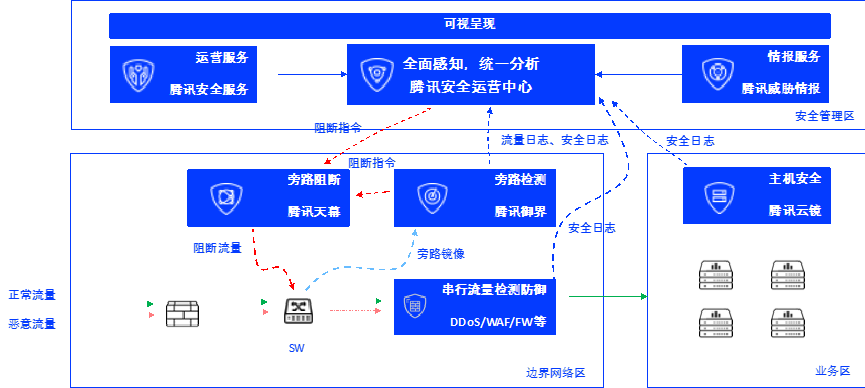 可视呈现
运营服务
腾讯安全服务
全面感知，统一分析
腾讯安全运营中心
情报服务
腾讯威胁情报
安全管理区
阻断指令
流量日志、安全日志
安全日志
阻断指令
旁路阻断
腾讯天幕
旁路检测
腾讯御界
主机安全
腾讯云镜
阻断流量
旁路镜像
安全日志
正常流量
恶意流量
串行流量检测防御
DDoS/WAF/FW等
SW
边界网络区
业务区